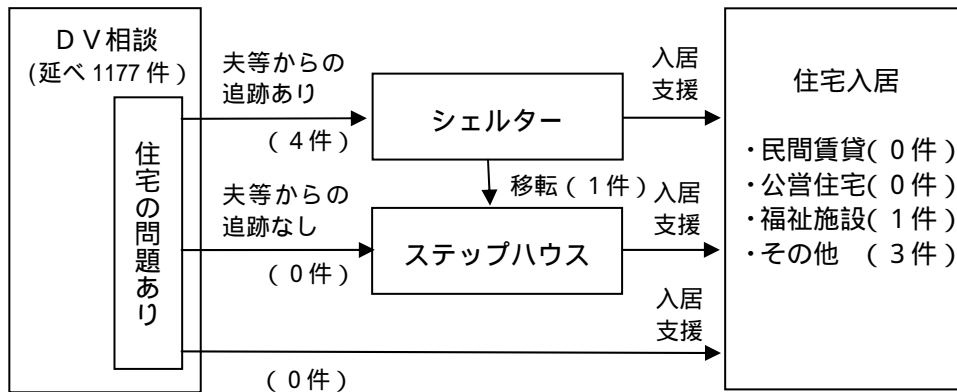 ＤＶ相談
(延べ 1177 件）
住宅の問題あり
夫等からの
追跡あり
（４件）
シェルター
入居
支援
移転（１件）
夫等からの
追跡なし
（０件）
ステップハウス
入居
支援
（０件）
入居
支援
住宅入居
・民間賃貸（０件）
・公営住宅（０件）
・福祉施設（１件）
・その他　（３件）